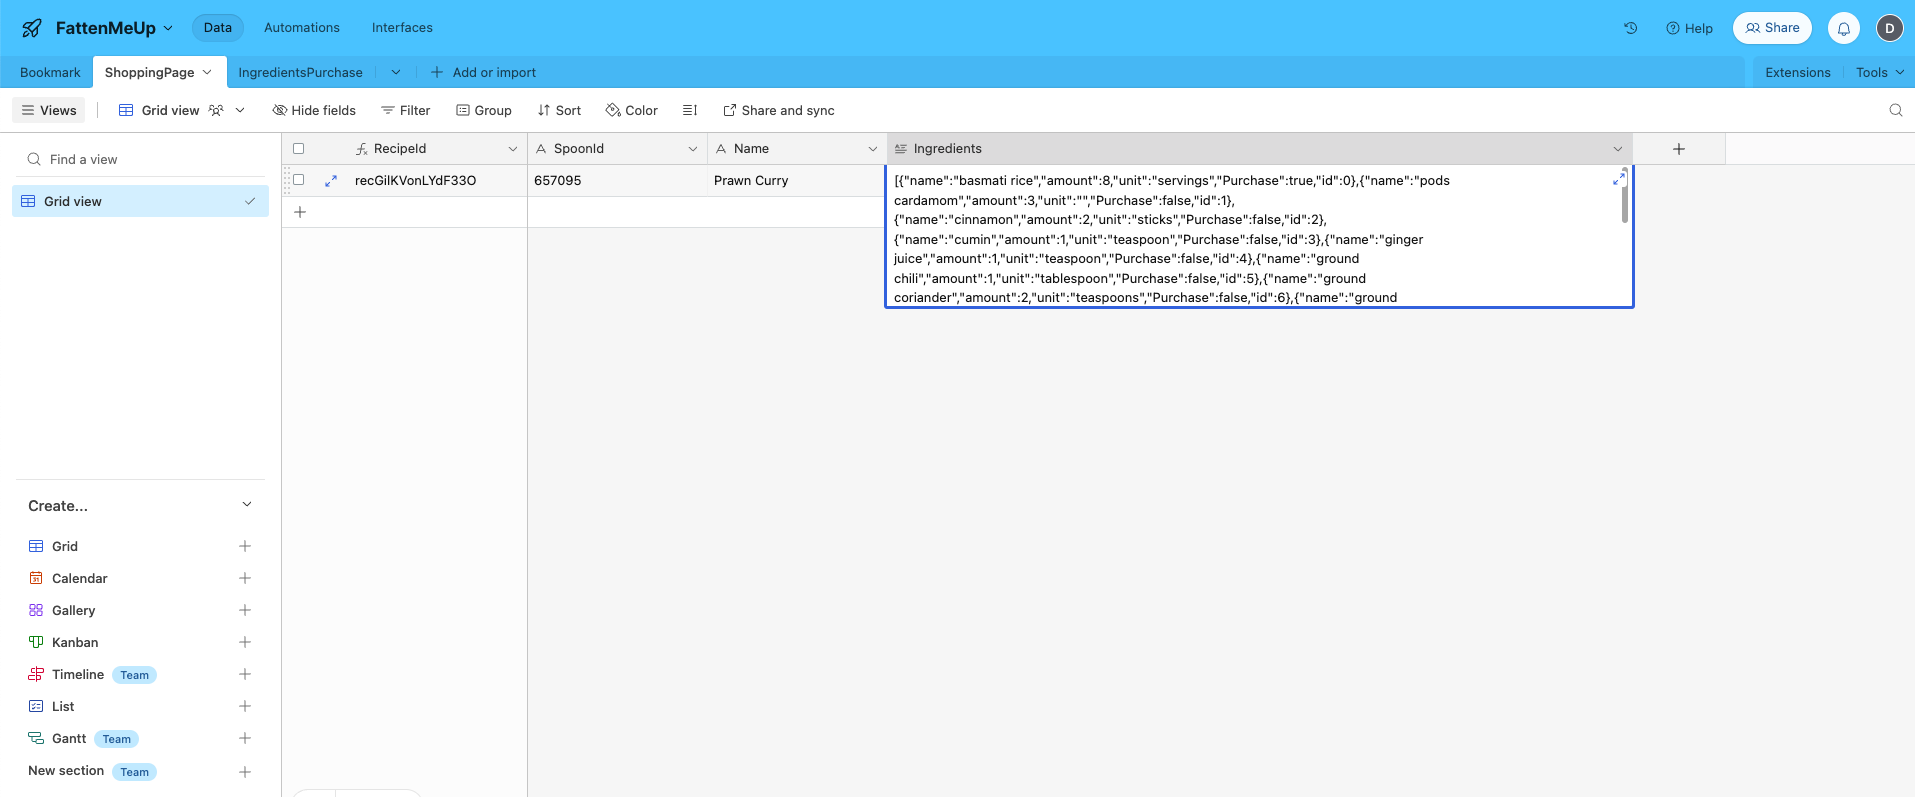 FattenMeUp
Data
Automations
Interfaces
Help
Share
D
Bookmark
ShoppingPage
IngredientsPurchase
Add or import
Extensions
Tools
Views
Grid view
Hide fields
Filter
Group
Sort
Color
Share and sync
Find a view
Grid view
Create...
Grid
Calendar
Gallery
Kanban
Timeline Team
List
Gantt Team
New section Team
RecipeId
SpoonId
Name
Ingredients
recGilKVonLYdF33O
657095
Prawn Curry
[{"name":"basmati rice","amount":8,"unit":"servings","Purchase":true,"id":0},{"name":"pods
cardamom","amount":3,"unit":"","Purchase":false,"id":1},
{"name":"cinnamon","amount":2,"unit":"sticks","Purchase":false,"id":2},
{"name":"cumin","amount":1,"unit":"teaspoon","Purchase":false,"id":3},{"name":"ginger
juice","amount":1,"unit":"teaspoon","Purchase":false,"id":4},{"name":"ground
chili","amount":1,"unit":"tablespoon","Purchase":false,"id":5},{"name":"ground
coriander","amount":2,"unit":"teaspoons","Purchase":false,"id":6},{"name":"ground